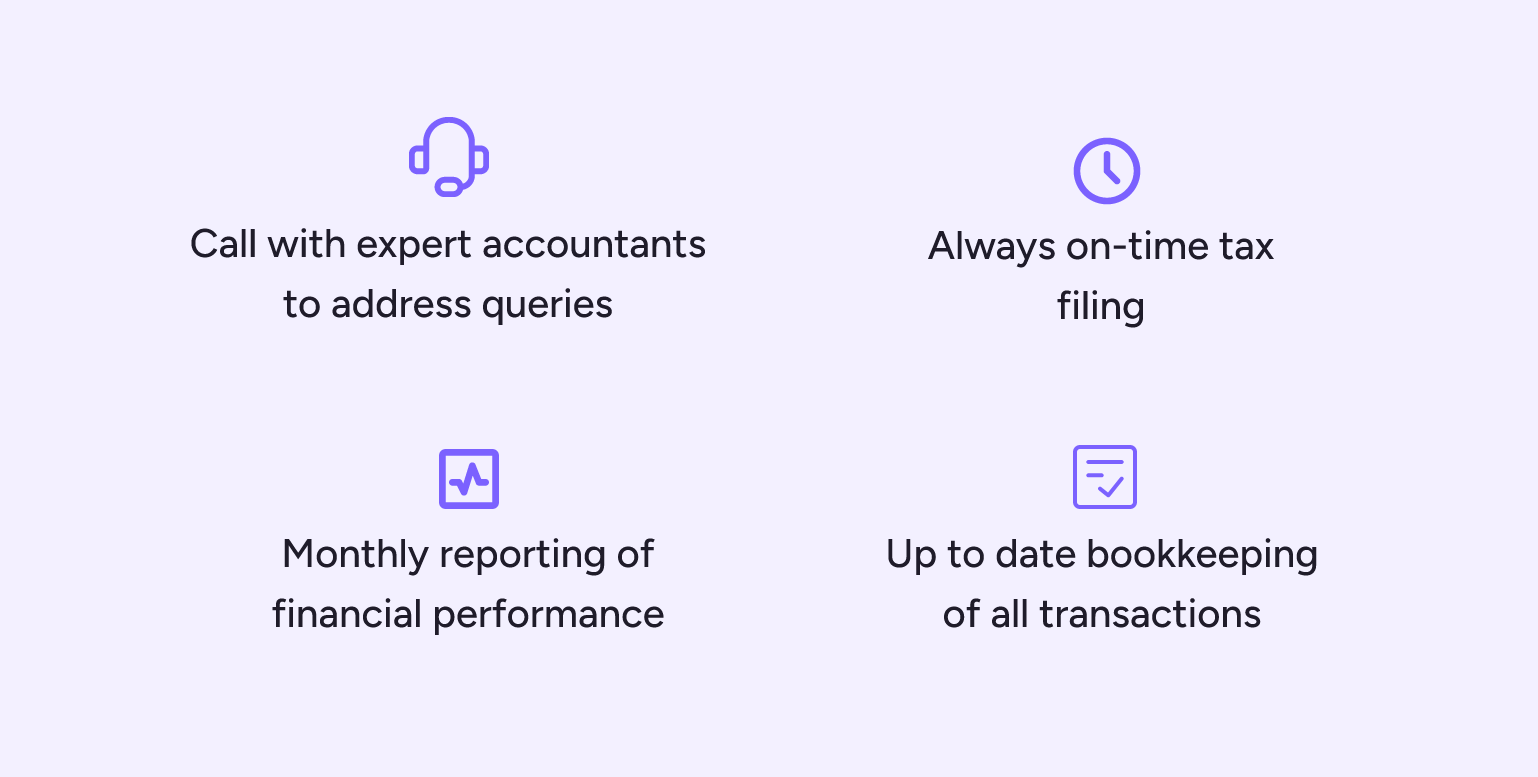 Call with expert accountants
to address queries
Always on-time tax
filing
Monthly reporting of
financial performance
Up to date bookkeeping
of all transactions